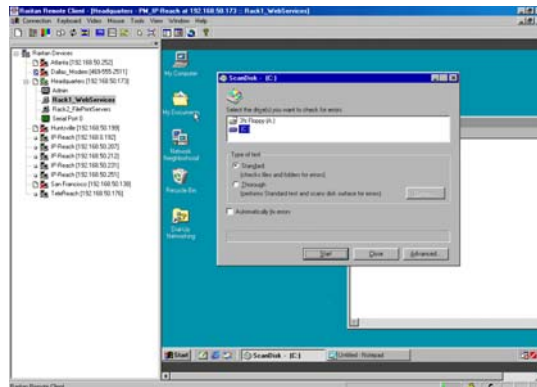 Raritan Remote Client - [Headquarters - PM_IP-Reach at 192.168.50.173 :: Rack1_WebServices]
Connection Keyboard Video Mouse Tools View Window Help
Raritan Devices
Atlanta [192.168.50.252]
Dallas_Modem [469-555-2511]
Headquarters [192.168.50.173]
Admin
Rack1_WebServices
Rack2_FilePrintServers
Serial Port 0
Huntsville [192.168.50.199]
IP-Reach [192.168.0.192]
IP-Reach [192.168.50.207]
IP-Reach [192.168.50.212]
IP-Reach [192.168.50.231]
IP-Reach [192.168.50.251]
San Francisco [192.168.50.138]
TeleReach [192.168.50.176]
My Computer
My Documents
Network
Neighborhood
Recycle Bin
Dial-Up
Networking
ScanDisk - (C:)
Select the drive(s) you want to check for errors:
3½ Floppy (A:)
(C:)
Type of test
Standard
(checks files and folders for errors)
Thorough
(performs Standard test and scans disk surface for errors)
Automatically fix errors
Start Close Advanced...
Start ScanDisk - (C:) Untitled - Notepad
Raritan Remote Client